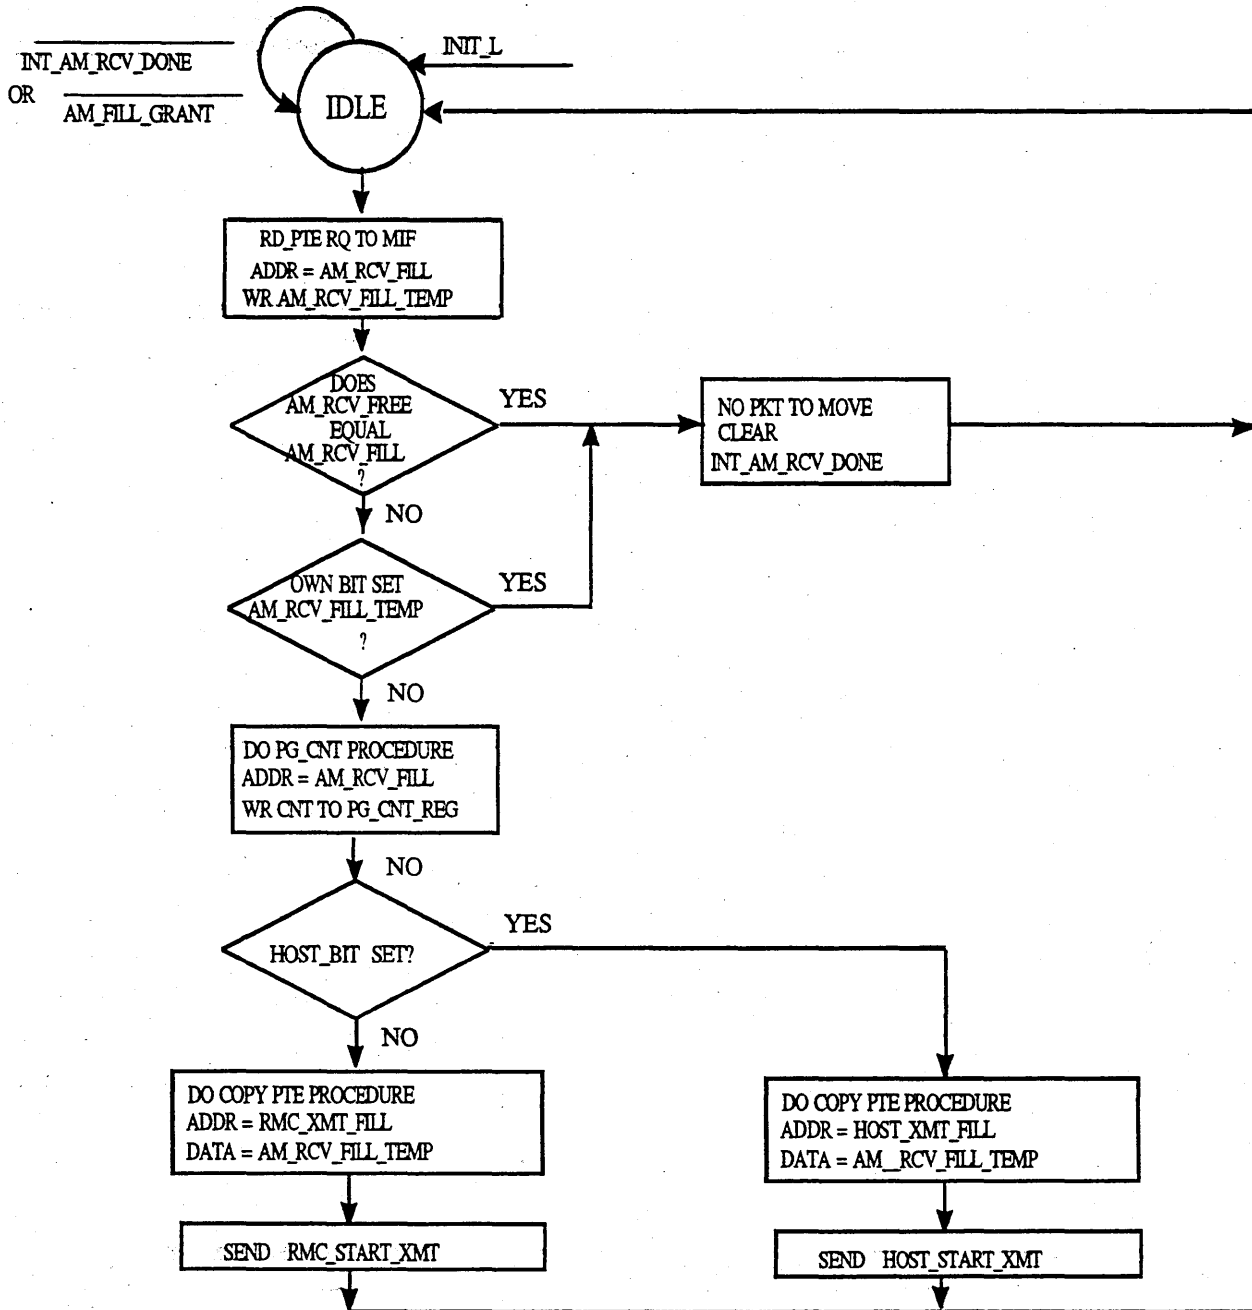 INIT_L
INT_AM_RCV_DONE
OR
AM_FILL_GRANT
IDLE
RD_PTE RQ TO MIF
ADDR = AM_RCV_FILL
WR AM_RCV_FILL_TEMP
DOES
AM_RCV_FREE
EQUAL
AM_RCV_FILL
?
YES
NO PKT TO MOVE
CLEAR
INT_AM_RCV_DONE
NO
OWN BIT SET
AM_RCV_FILL_TEMP
?
YES
NO
DO PG_CNT PROCEDURE
ADDR = AM_RCV_FILL
WR CNT TO PG_CNT_REG
NO
HOST_BIT SET?
YES
NO
DO COPY PTE PROCEDURE
ADDR = RMC_XMT_FILL
DATA = AM_RCV_FILL_TEMP
DO COPY PTE PROCEDURE
ADDR = HOST_XMT_FILL
DATA = AM__RCV_FILL_TEMP
SEND RMC_START_XMT
SEND HOST_START_XMT